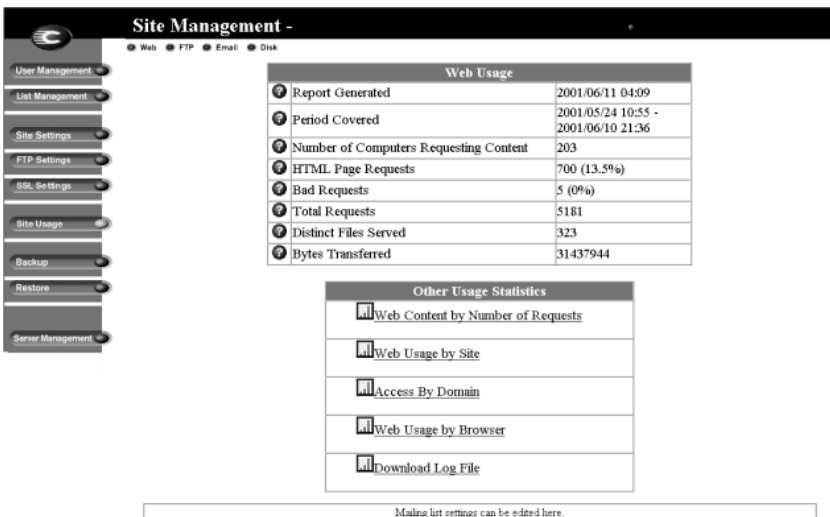 Site Management -
Web FTP Email Disk
User Management
List Management
Site Settings
FTP Settings
SSL Settings
Site Usage
Backup
Restore
Server Management
Web Usage
Report Generated 2001/06/11 04:09
Period Covered 2001/05/24 10:55 -
2001/06/10 21:36
Number of Computers Requesting Content 203
HTML Page Requests 700 (13.5%)
Bad Requests 5 (0%)
Total Requests 5181
Distinct Files Served 323
Bytes Transferred 31437944
Other Usage Statistics
Web Content by Number of Requests
Web Usage by Site
Access By Domain
Web Usage by Browser
Download Log File
Mailing list settings can be edited here.